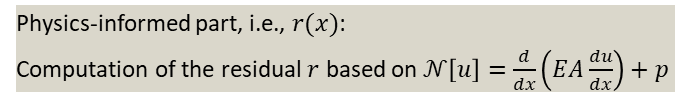 Physics-informed part, i.e., r(x):
Computation of the residual r based on 𝒩[u] = d/dx (EA du/dx) + p